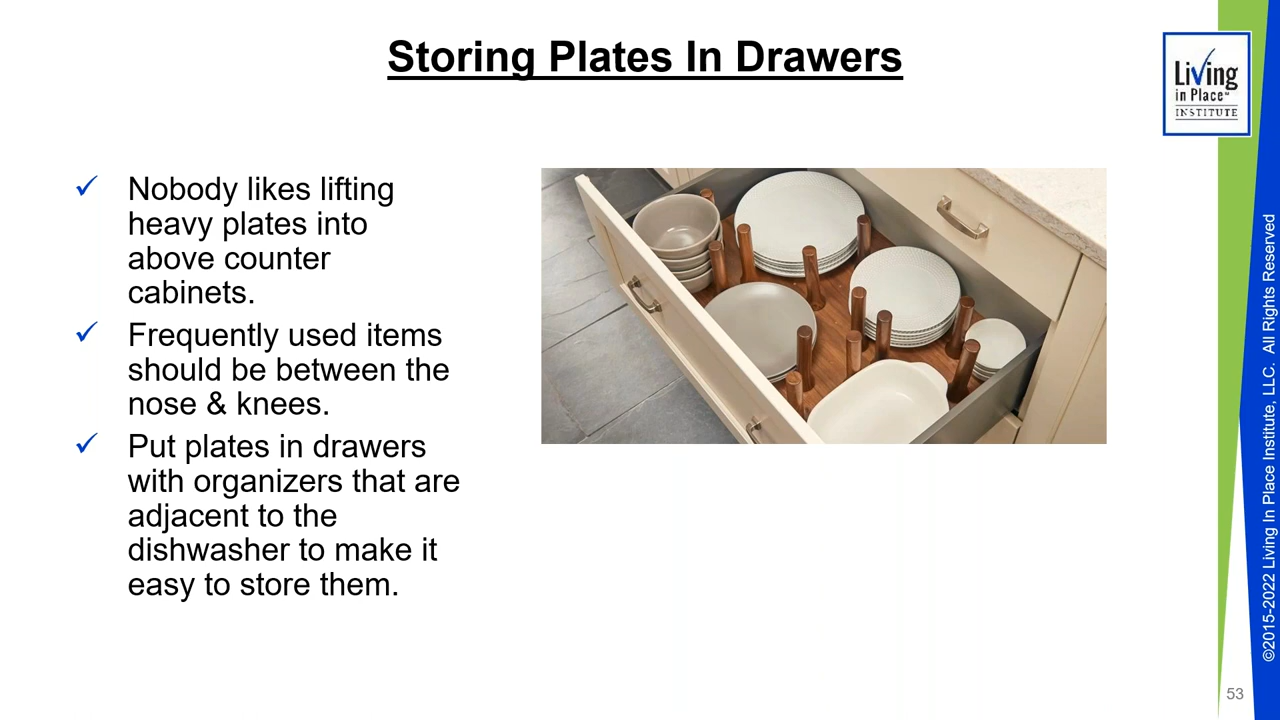 Storing Plates In Drawers
Living
in Place℠
INSTITUTE
Nobody likes lifting
heavy plates into
above counter
cabinets.
Frequently used items
should be between the
nose & knees.
Put plates in drawers
with organizers that are
adjacent to the
dishwasher to make it
easy to store them.
©2015-2022 Living In Place Institute, LLC. All Rights Reserved
53